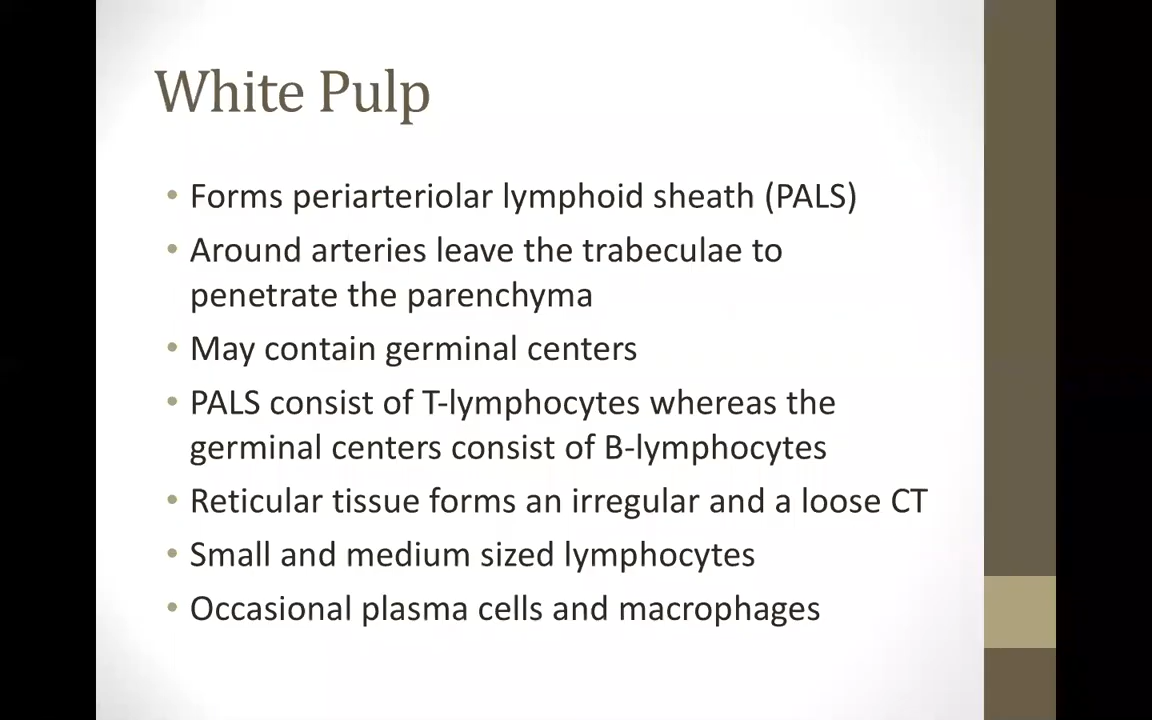 White Pulp
• Forms periarteriolar lymphoid sheath (PALS)
• Around arteries leave the trabeculae to
penetrate the parenchyma
• May contain germinal centers
• PALS consist of T-lymphocytes whereas the
germinal centers consist of B-lymphocytes
• Reticular tissue forms an irregular and a loose CT
• Small and medium sized lymphocytes
• Occasional plasma cells and macrophages